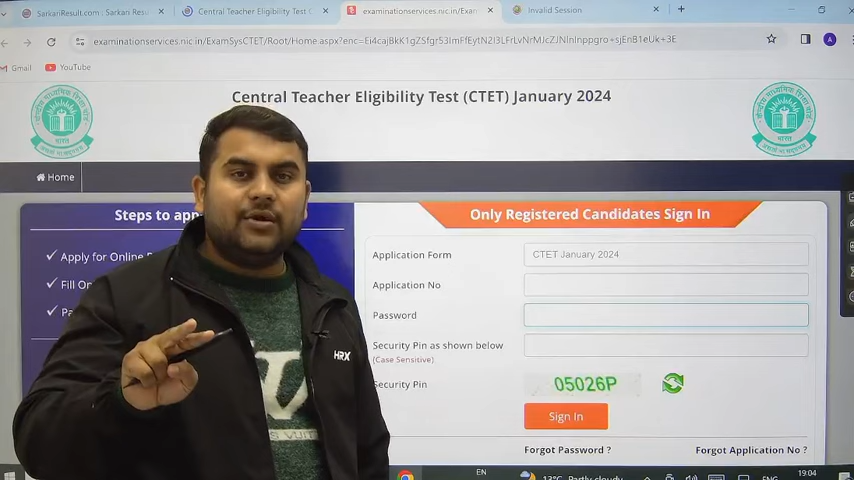 SarkariResult.com : Sarkari Resu
Central Teacher Eligibility Test (
examinationservices.nic.in/Exam
Invalid Session
examinationservices.nic.in/ExamSysCTET/Root/Home.aspx?enc=
A
Gmail
YouTube
Central Teacher Eligibility Test (CTET) January 2024
Home
Steps to app
Only Registered Candidates Sign In
Apply for Online
Fill On
Pa
Application Form
CTET January 2024
Application No
Password
Security Pin as shown below
(Case Sensitive)
Security Pin
05026P
Sign In
Forgot Password ?
Forgot Application No ?
HRX
EN
13°C Partly cloudy
ENG
19:04